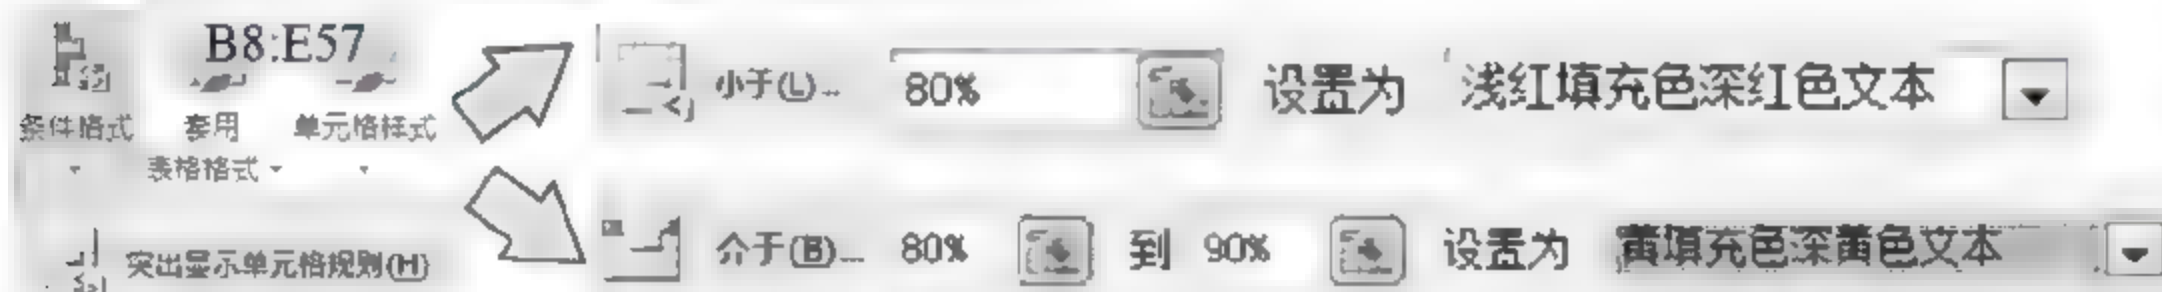 B8:E57
条件格式 套用 单元格样式
表格格式
突出显示单元格规则(H)
小于(L)... 80% 设置为 浅红填充色深红色文本
介于(B)... 80% 到 90% 设置为 黄填充色深黄色文本